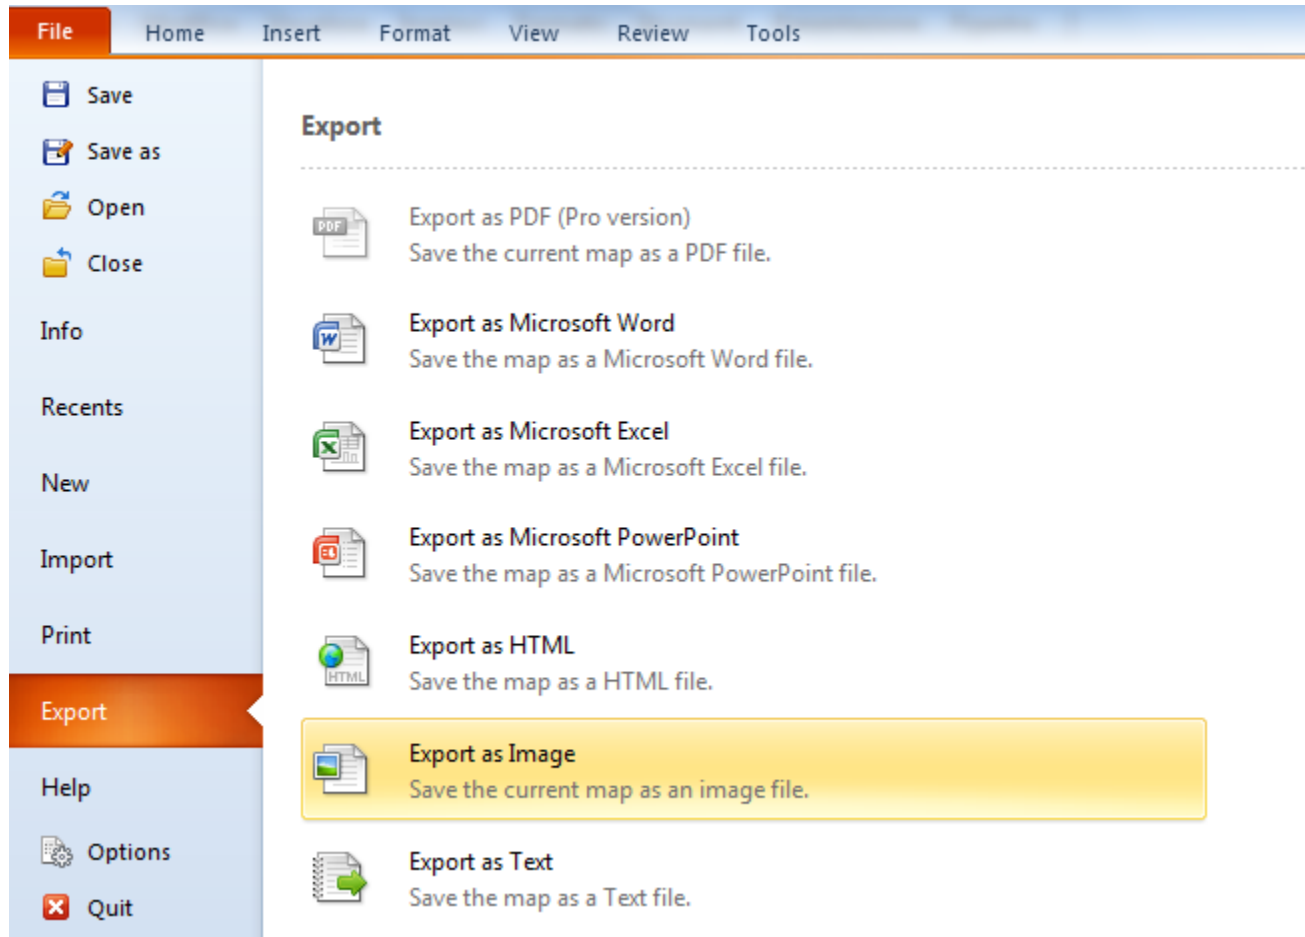 File Home Insert Format View Review Tools
Save
Save as
Open
Close
Info
Recents
New
Import
Print
Export
Help
Options
Quit
Export
PDF
Export as PDF (Pro version)
Save the current map as a PDF file.
Export as Microsoft Word
Save the map as a Microsoft Word file.
Export as Microsoft Excel
Save the map as a Microsoft Excel file.
Export as Microsoft PowerPoint
Save the map as a Microsoft PowerPoint file.
HTML
Export as HTML
Save the map as a HTML file.
Export as Image
Save the current map as an image file.
Export as Text
Save the map as a Text file.